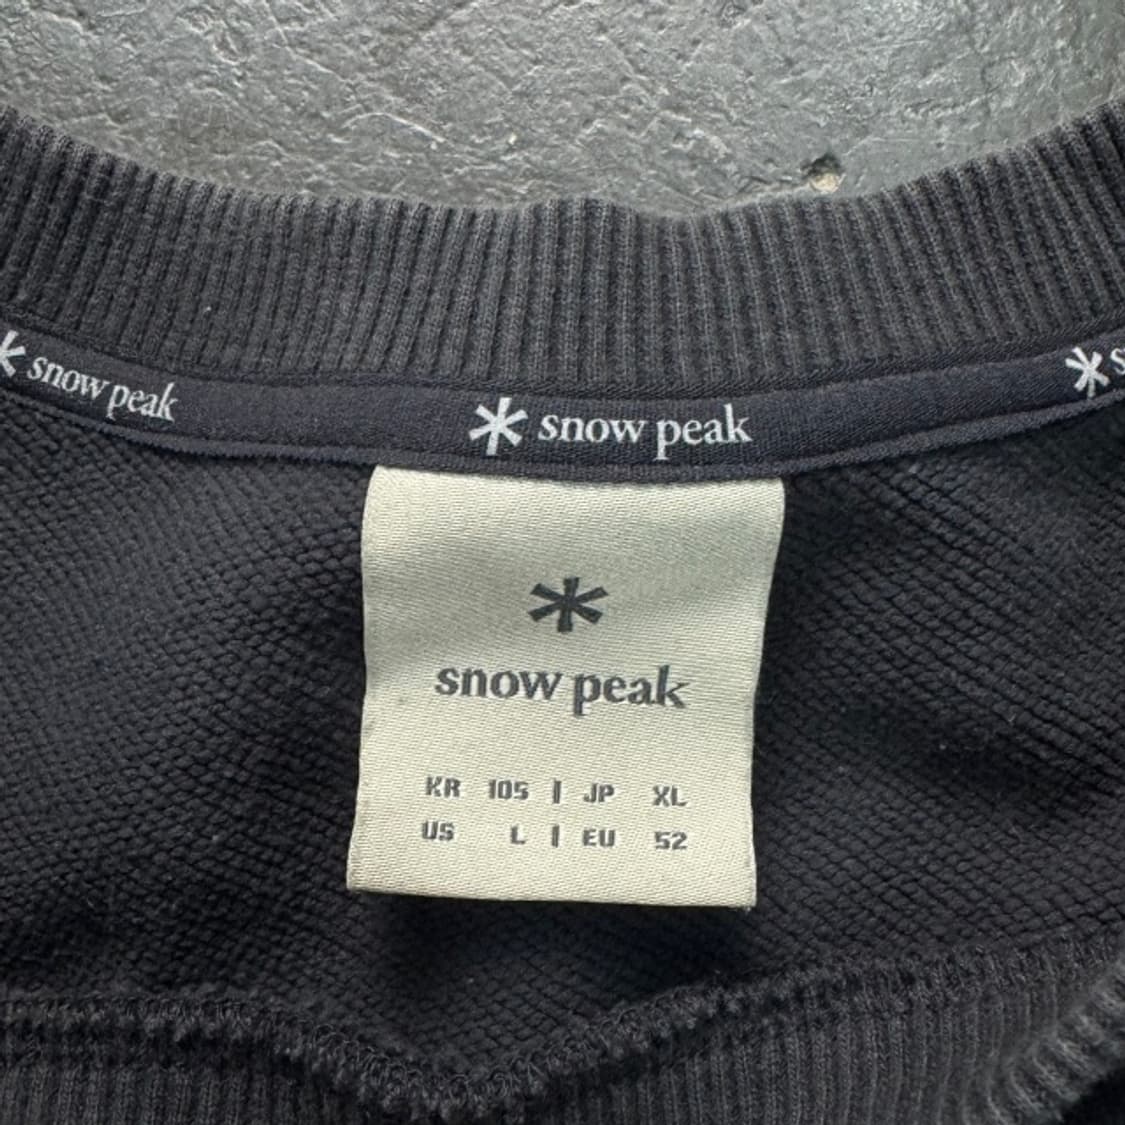 snow peak
snow peak
s
snow peak
KR 105 | JP XL
US L | EU 52